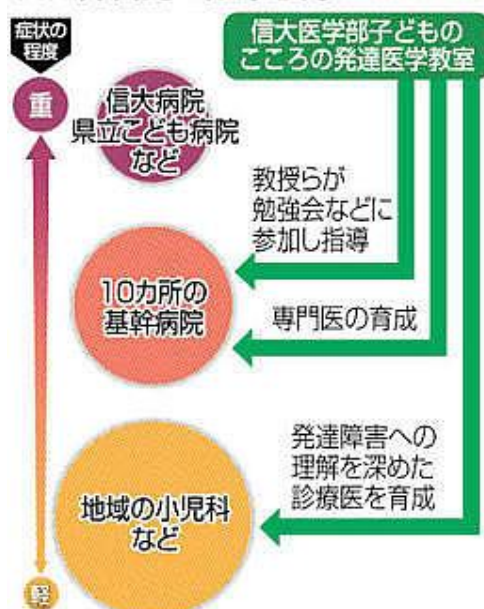 症状の
程度
重
信大医学部子どもの
こころの発達医学教室
信大病院
県立こども病院
など
教授らが
勉強会などに
参加し指導
10カ所の
基幹病院
専門医の育成
発達障害への
理解を深めた
診療医を育成
地域の小児科
など
軽